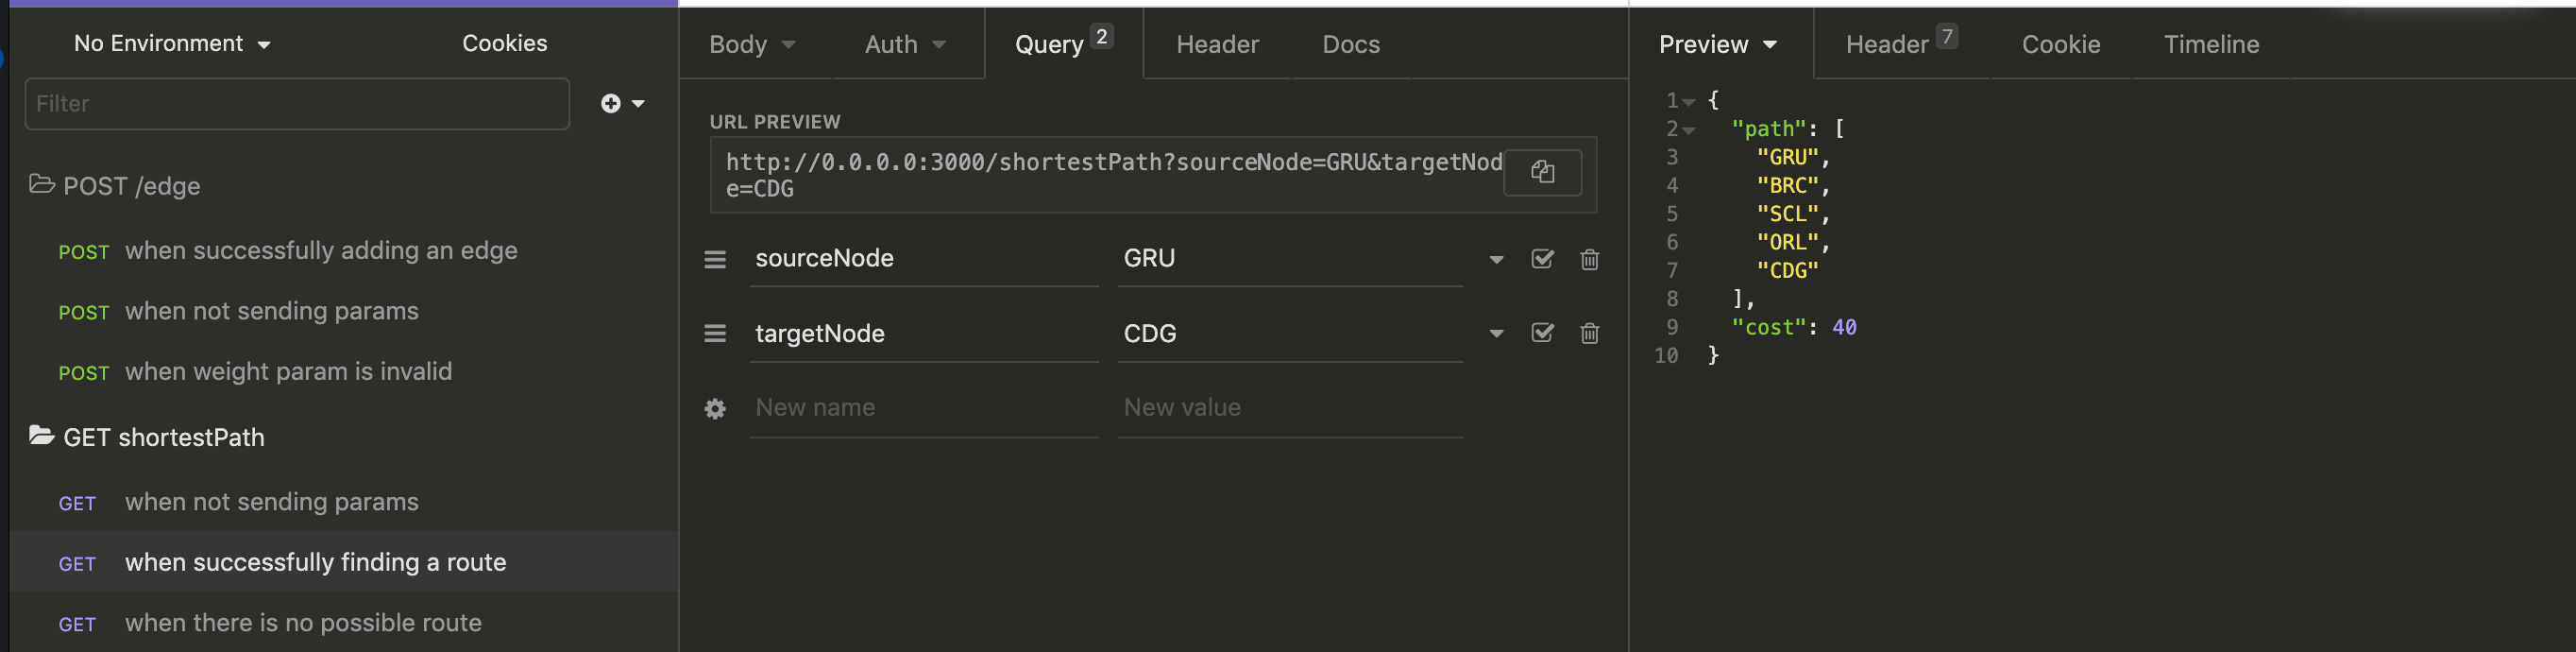 No Environment
Cookies
Filter
POST /edge
POST when successfully adding an edge
POST when not sending params
POST when weight param is invalid
GET shortestPath
GET when not sending params
GET when successfully finding a route
GET when there is no possible route
Body
Auth
Query 2
Header
Docs
URL PREVIEW
http://0.0.0.0:3000/shortestPath?sourceNode=GRU&targetNod
e=CDG
sourceNode GRU
targetNode CDG
New name New value
Preview
Header 7
Cookie
Timeline
1 {
2 "path": [
3 "GRU",
4 "BRC",
5 "SCL",
6 "ORL",
7 "CDG"
8 ],
9 "cost": 40
10 }